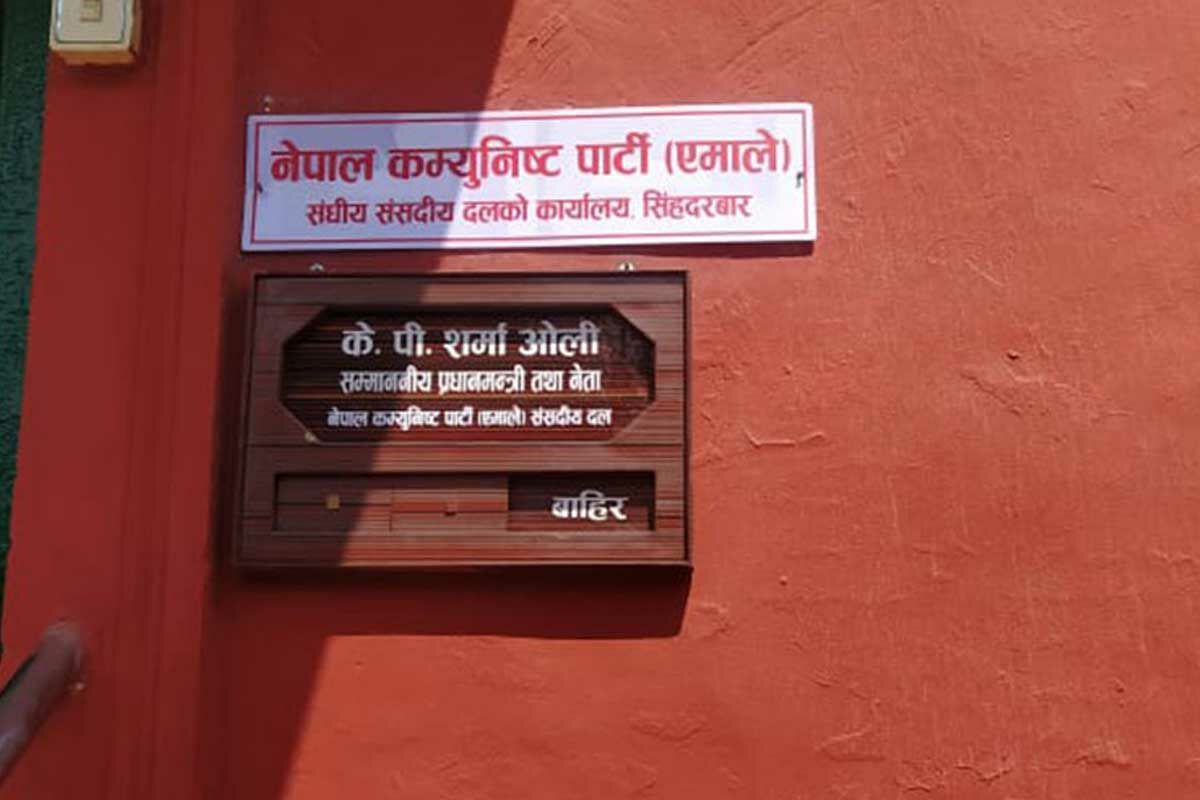 नेपाल कम्युनिष्ट पार्टी (एमाले)
संघीय संसदीय दलको कार्यालय, सिंहदरबार
के. पी. शर्मा ओली
सम्माननीय प्रधानमन्त्री तथा नेता
नेपाल कम्युनिष्ट पार्टी (एमाले) संसदीय दल
बाहिर